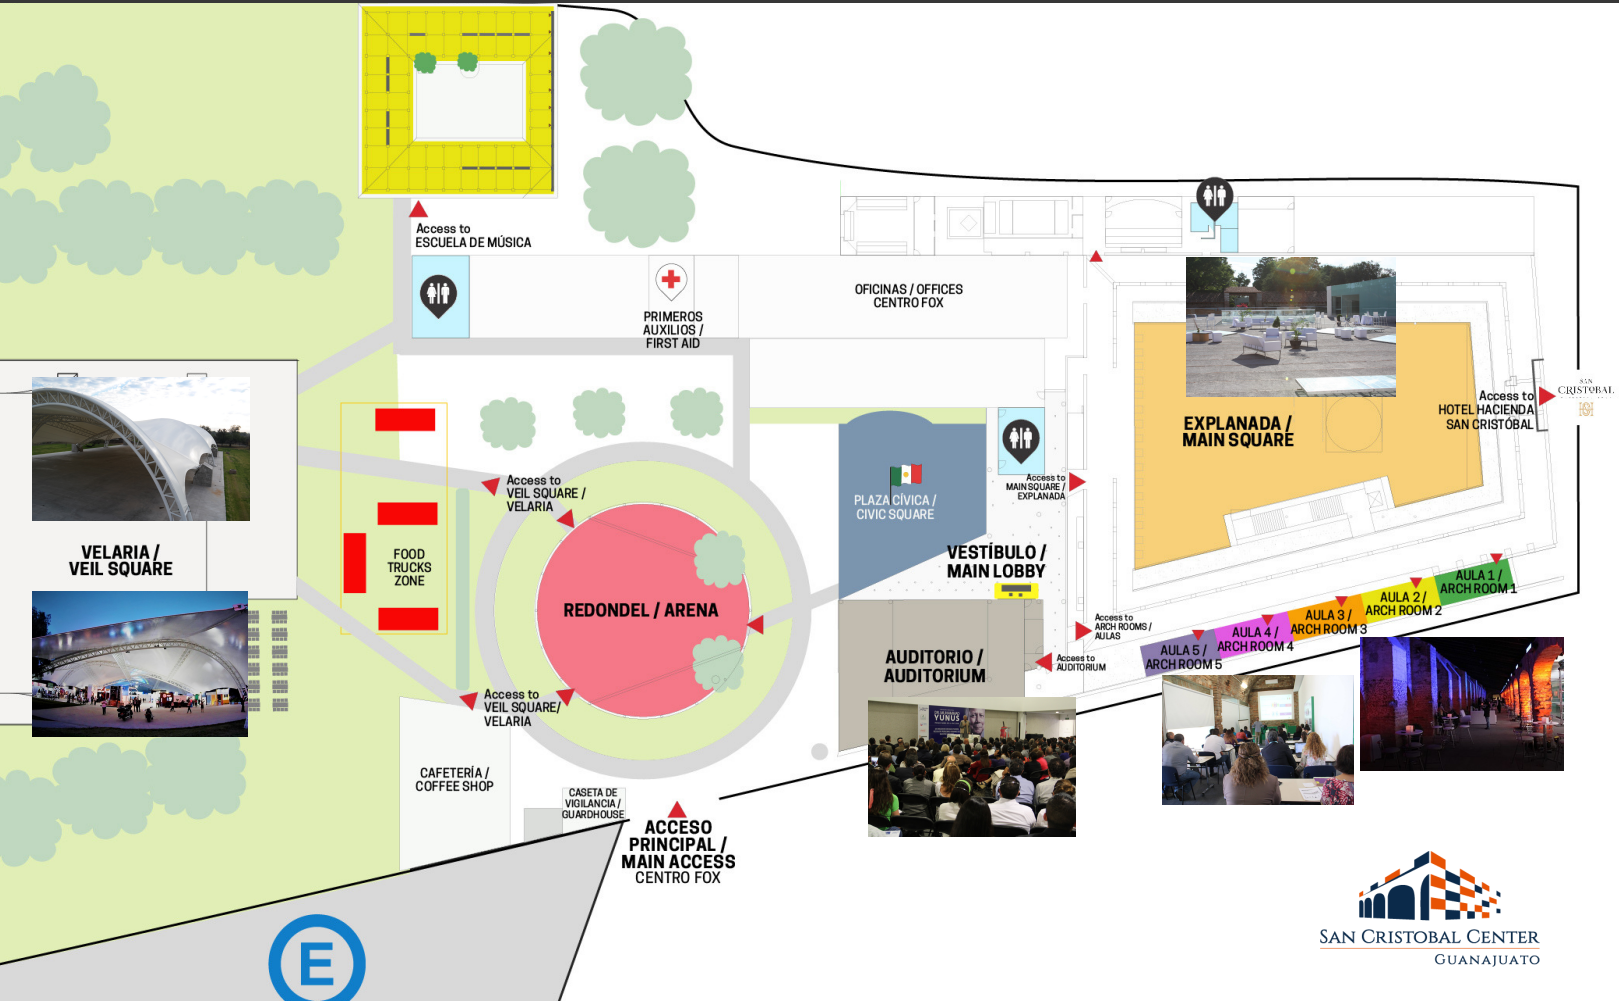 Access to
ESCUELA DE MÚSICA
PRIMEROS
AUXILIOS /
FIRST AID
OFICINAS / OFFICES
CENTRO FOX
EXPLANADA /
MAIN SQUARE
Access to
HOTEL HACIENDA
SAN CRISTÓBAL
SAN
CRISTOBAL
VELARIA /
VEIL SQUARE
FOOD
TRUCKS
ZONE
Access to
VEIL SQUARE /
VELARIA
REDONDEL / ARENA
Access to
VEIL SQUARE/
VELARIA
PLAZA CÍVICA /
CIVIC SQUARE
Access to
MAIN SQUARE /
EXPLANADA
VESTÍBULO /
MAIN LOBBY
Access to
ARCH ROOMS /
AULAS
Access to
AUDITORIUM
AUDITORIO /
AUDITORIUM
YUNUS
AULA 1 /
ARCH ROOM 1
AULA 2 /
ARCH ROOM 2
AULA 3 /
ARCH ROOM 3
AULA 4 /
ARCH ROOM 4
AULA 5 /
ARCH ROOM 5
CAFETERÍA /
COFFEE SHOP
CASETA DE
VIGILANCIA /
GUARDHOUSE
ACCESO
PRINCIPAL /
MAIN ACCESS
CENTRO FOX
E
SAN CRISTOBAL CENTER
GUANAJUATO